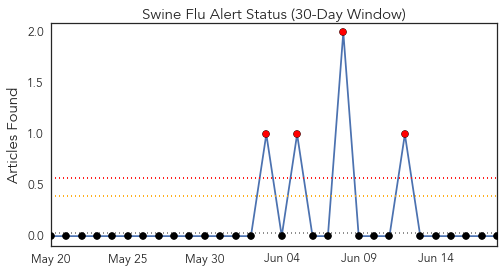 Swine Flu Alert Status (30-Day Window)
Articles Found
2.0
1.5
1.0
0.5
0.0
May 20
May 25
May 30
Jun 04
Jun 09
Jun 14